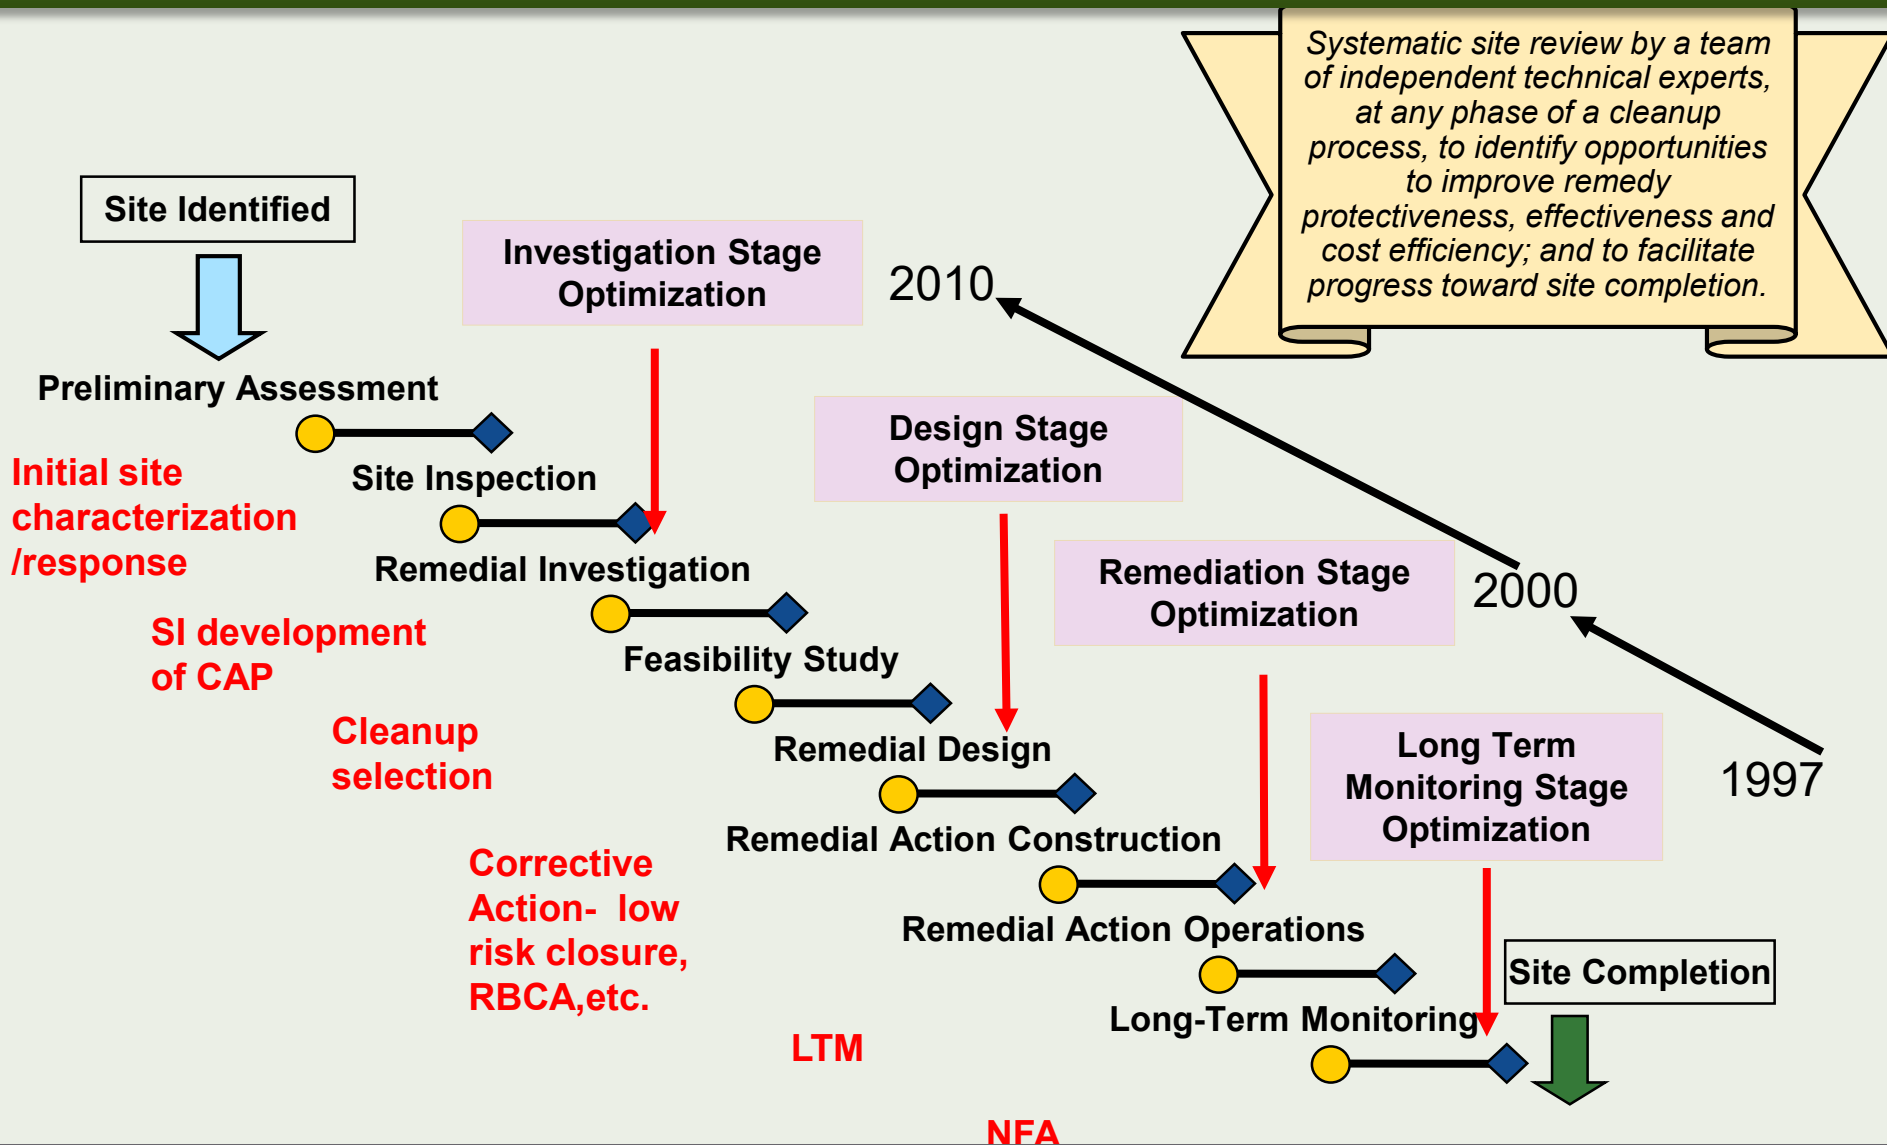 Systematic site review by a team
of independent technical experts,
at any phase of a cleanup
process, to identify opportunities
to improve remedy
protectiveness, effectiveness and
cost efficiency; and to facilitate
progress toward site completion.
Site Identified
Investigation Stage
Optimization
2010
Preliminary Assessment
Design Stage
Optimization
Initial site
characterization
/response
Site Inspection
Remedial Investigation
Remediation Stage
Optimization
2000
SI development
of CAP
Feasibility Study
Cleanup
selection
Remedial Design
Long Term
Monitoring Stage
Optimization
1997
Remedial Action Construction
Corrective
Action-  low
risk closure,
RBCA,etc.
Remedial Action Operations
Site Completion
Long-Term Monitoring
LTM
NFA